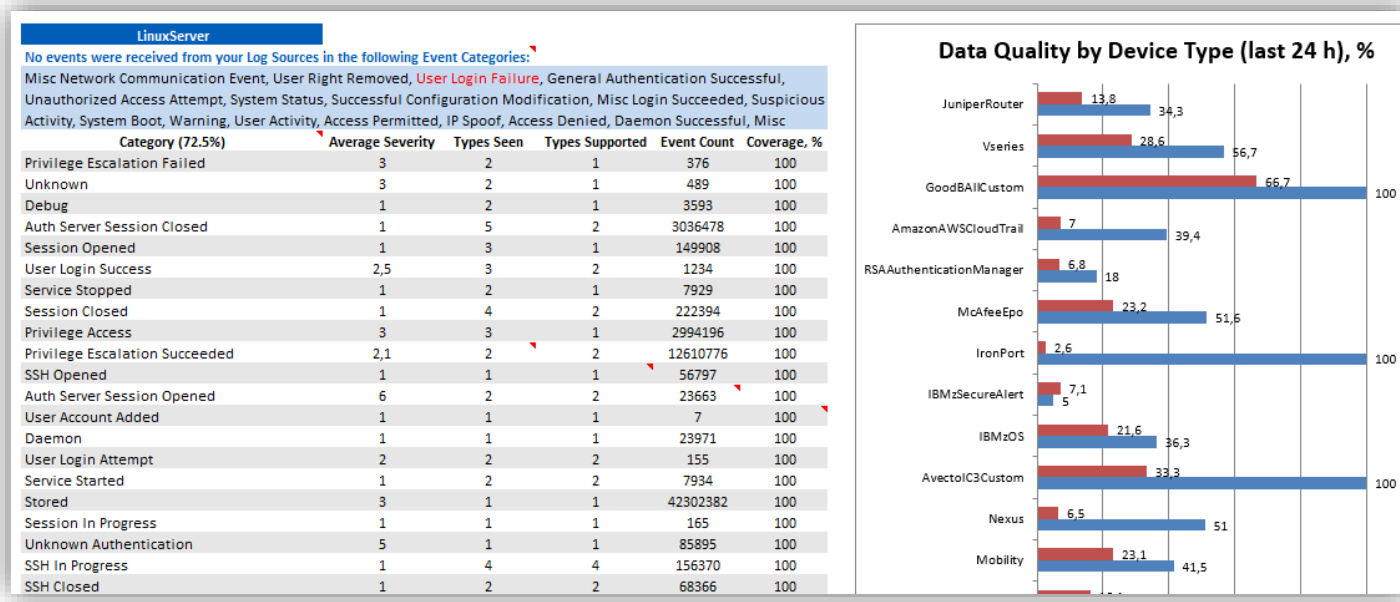 LinuxServer
No events were received from your Log Sources in the following Event Categories:
Misc Network Communication Event, User Right Removed, User Login Failure, General Authentication Successful,
Unauthorized Access Attempt, System Status, Successful Configuration Modification, Misc Login Succeeded, Suspicious
Activity, System Boot, Warning, User Activity, Access Permitted, IP Spoof, Access Denied, Daemon Successful, Misc
Category (72.5%) Average Severity Types Seen Types Supported Event Count Coverage, %
Privilege Escalation Failed 3 2 1 376 100
Unknown 3 2 1 489 100
Debug 1 2 1 3593 100
Auth Server Session Closed 1 5 2 3036478 100
Session Opened 1 3 1 149908 100
User Login Success 2,5 3 2 1234 100
Service Stopped 1 2 1 7929 100
Session Closed 1 4 2 222394 100
Privilege Access 3 3 1 2994196 100
Privilege Escalation Succeeded 2,1 2 2 12610776 100
SSH Opened 1 1 1 56797 100
Auth Server Session Opened 6 2 2 23663 100
User Account Added 1 1 1 7 100
Daemon 1 1 1 23971 100
User Login Attempt 2 2 2 155 100
Service Started 1 2 2 7934 100
Stored 3 1 1 42302382 100
Session In Progress 1 1 1 165 100
Unknown Authentication 5 1 1 85895 100
SSH In Progress 1 4 4 156370 100
SSH Closed 1 2 2 68366 100
Data Quality by Device Type (last 24 h), %
JuniperRouter 13,8 34,3
Vseries 28,6 56,7
GoodBAIICustom 66,7 100
AmazonAWSCloudTrail 7 39,4
RSAAuthenticationManager 6,8 18
McAfeeEpo 23,2 51,6
IronPort 2,6 100
IBMzSecureAlert 7,1 5
IBMzOS 21,6 36,3
AvectoIC3Custom 33,3 100
Nexus 6,5 51
Mobility 23,1 41,5